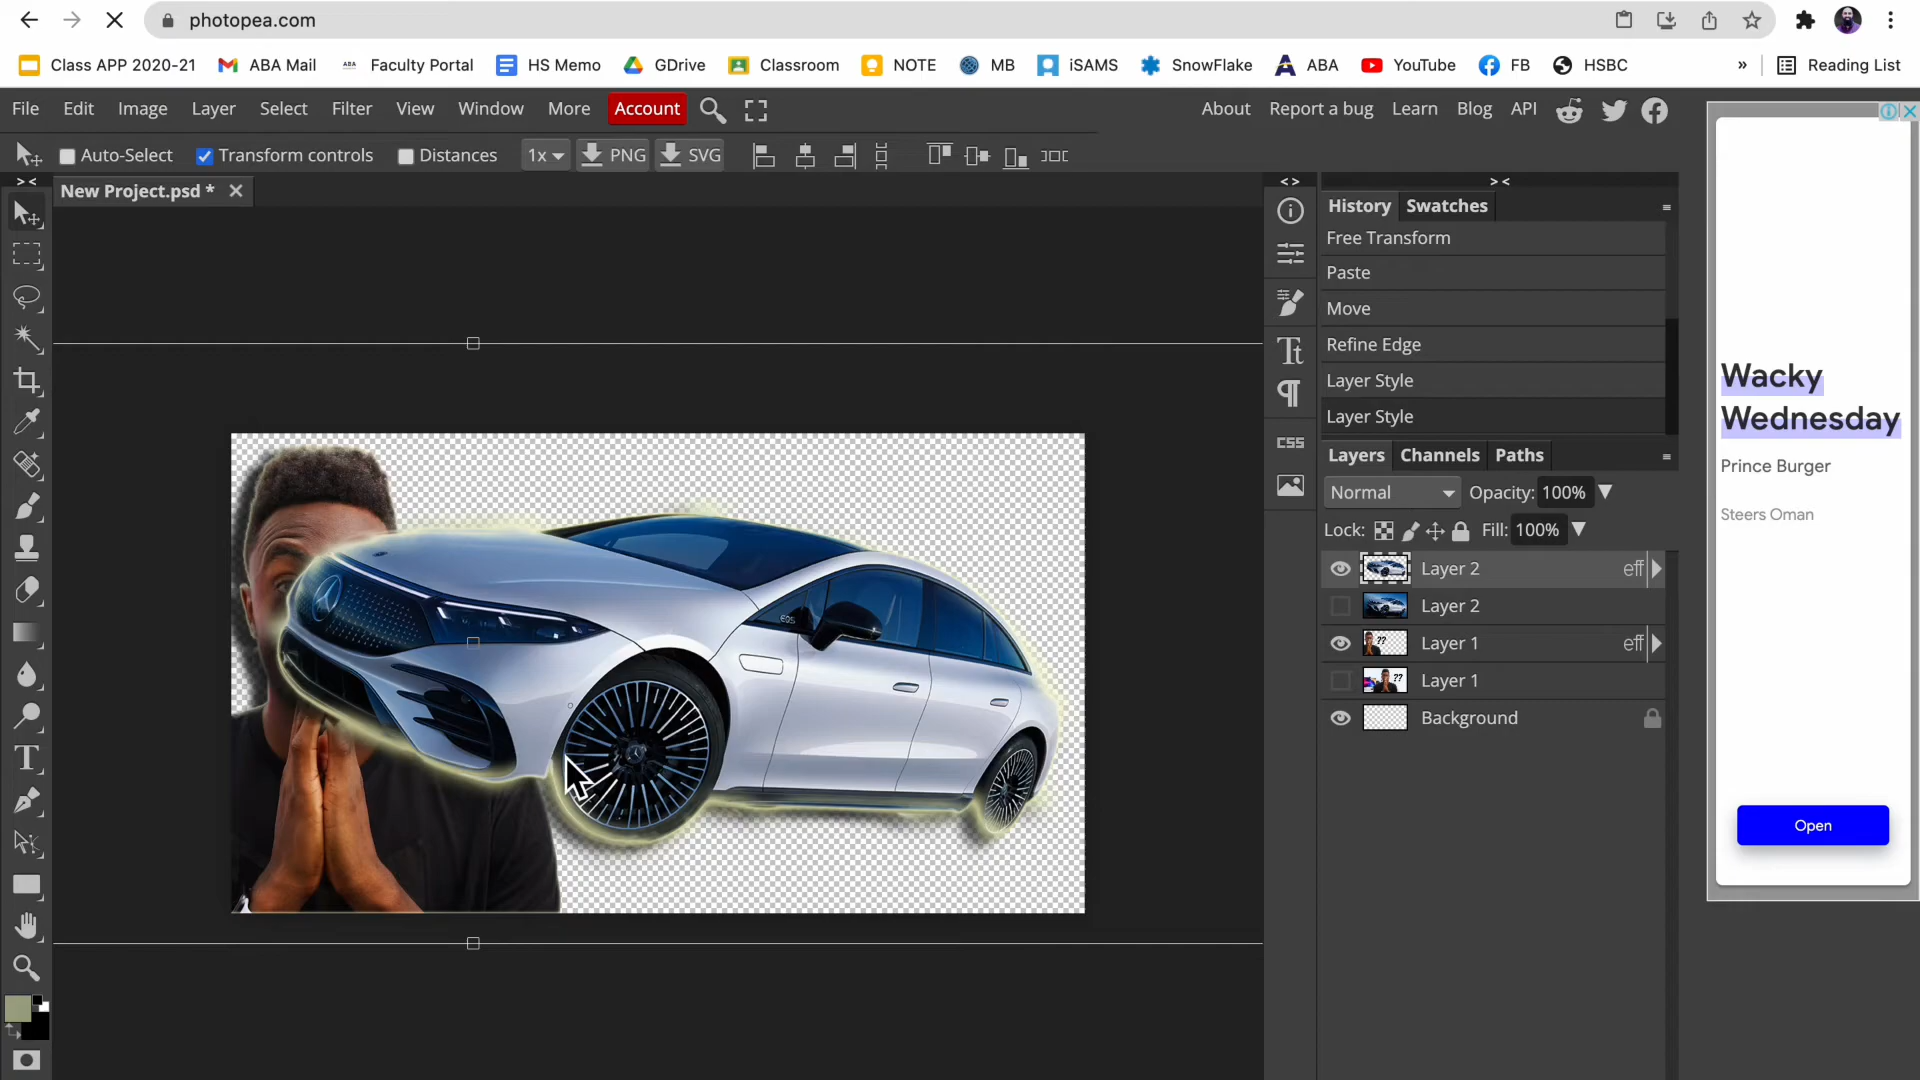 photopea.com
Class APP 2020-21 ABA Mail ABA Faculty Portal HS Memo GDrive Classroom NOTE MB iSAMS SnowFlake ABA YouTube FB HSBC » Reading List
File Edit Image Layer Select Filter View Window More Account About Report a bug Learn Blog API
Auto-Select Transform controls Distances 1x PNG SVG
New Project.psd *
History Swatches
Free Transform
Paste
Move
Refine Edge
Layer Style
Layer Style
CSS
Layers Channels Paths
Normal Opacity: 100%
Lock: Fill: 100%
Layer 2 eff
Layer 2
?? Layer 1 eff
?? Layer 1
Background
EQS
Wacky
Wednesday
Prince Burger
Steers Oman
Open